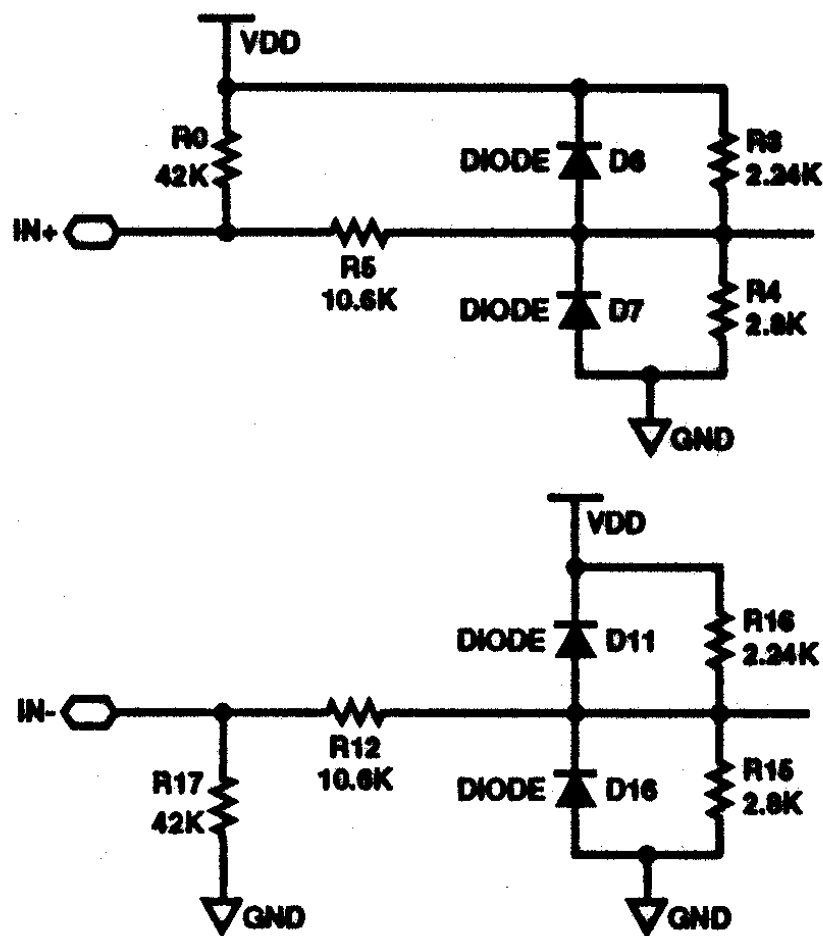 VDD
R0
42K
DIODE
D6
R3
2.24K
IN+
R5
10.6K
DIODE
D7
R4
2.8K
GND
VDD
DIODE
D11
R16
2.24K
IN-
R12
10.6K
R17
42K
DIODE
D16
R15
2.8K
GND
GND